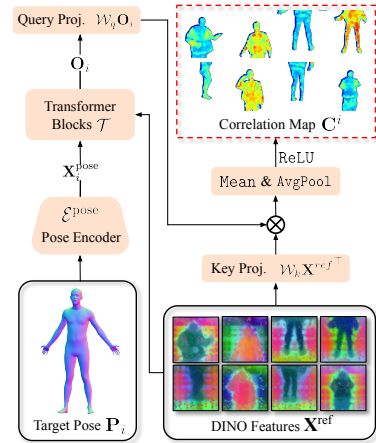 Query Proj. 𝒲_q O_i
O_i
Transformer
Blocks 𝒯
X_i^pose
ℰ^pose
Pose Encoder
Target Pose P_i
Correlation Map C^i
ReLU
Mean & AvgPool
⊗
Key Proj. 𝒲_k X^ref ⊤
DINO Features X^ref